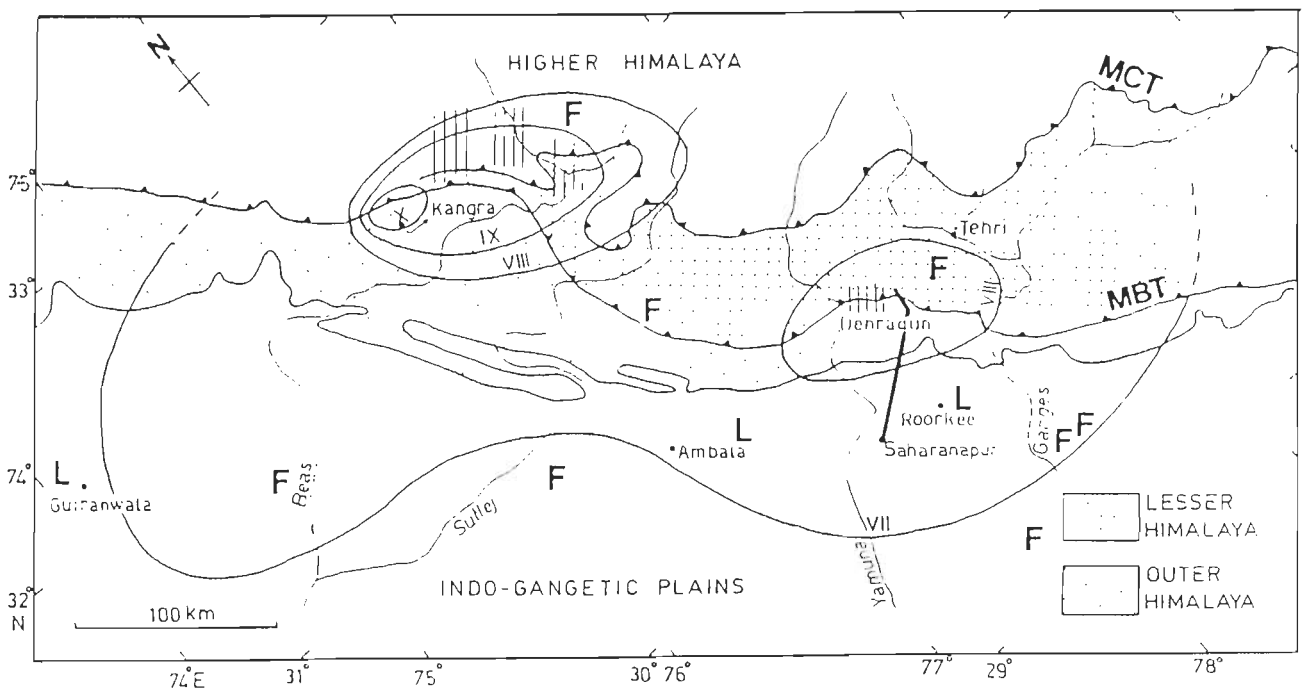 N
HIGHER HIMALAYA
MCT
F
75°
X
Kangra
IX
VIII
Tehri
F
VIII
33°
F
MBT
Dehradun
L
Roorkee
L
Ganges
F
F
Ambala
Saharanapur
74°
L
Gujranwala
F
Beas
F
Sutlej
VII
F
Yamuna
LESSER
HIMALAYA
OUTER
HIMALAYA
32°
N
INDO-GANGETIC PLAINS
100 km
74°E
31°
75°
30°
76°
77°
29°
78°